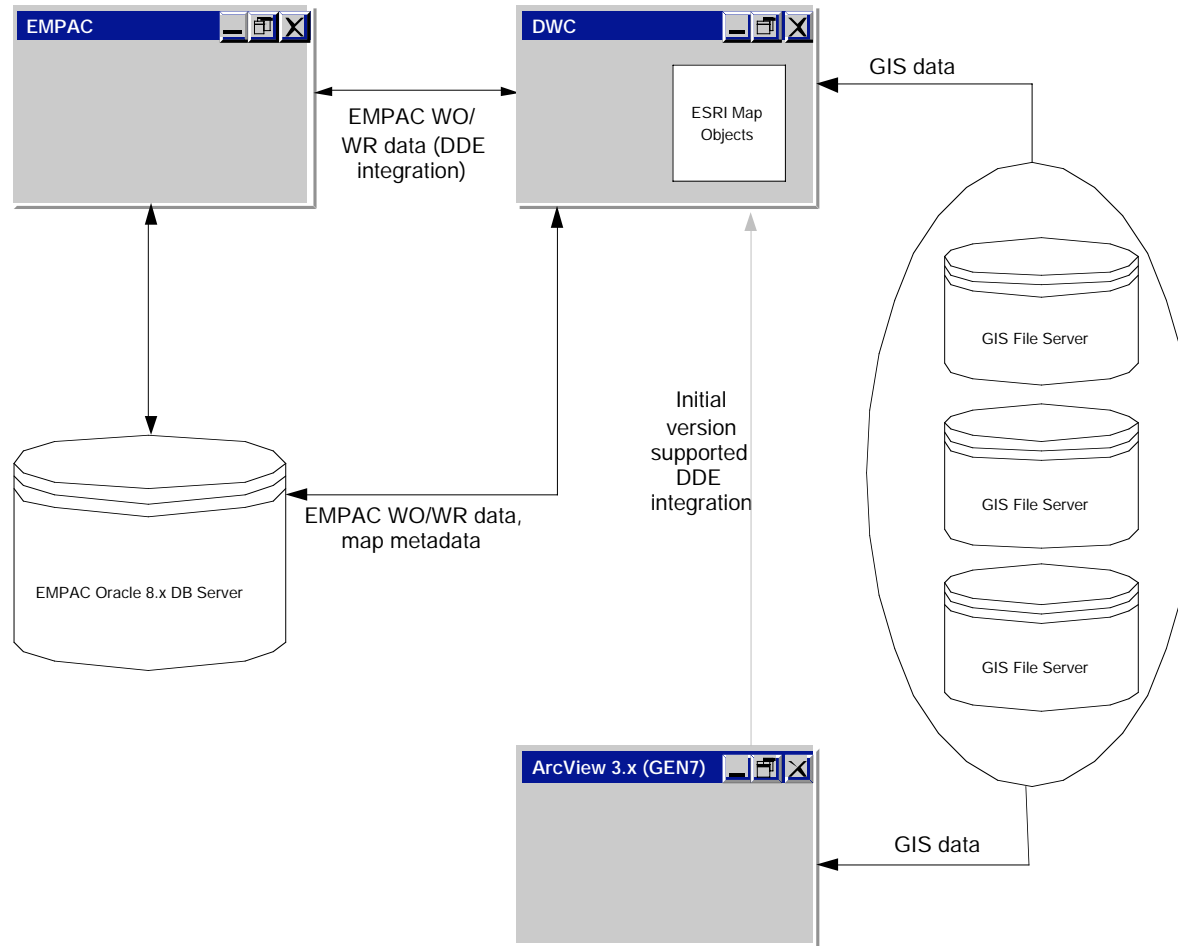 EMPAC
DWC
GIS data
ESRI Map
Objects
EMPAC WO/
WR data (DDE
integration)
GIS File Server
Initial
version
supported
DDE
integration
GIS File Server
EMPAC WO/WR data,
map metadata
EMPAC Oracle 8.x DB Server
GIS File Server
ArcView 3.x (GEN7)
GIS data